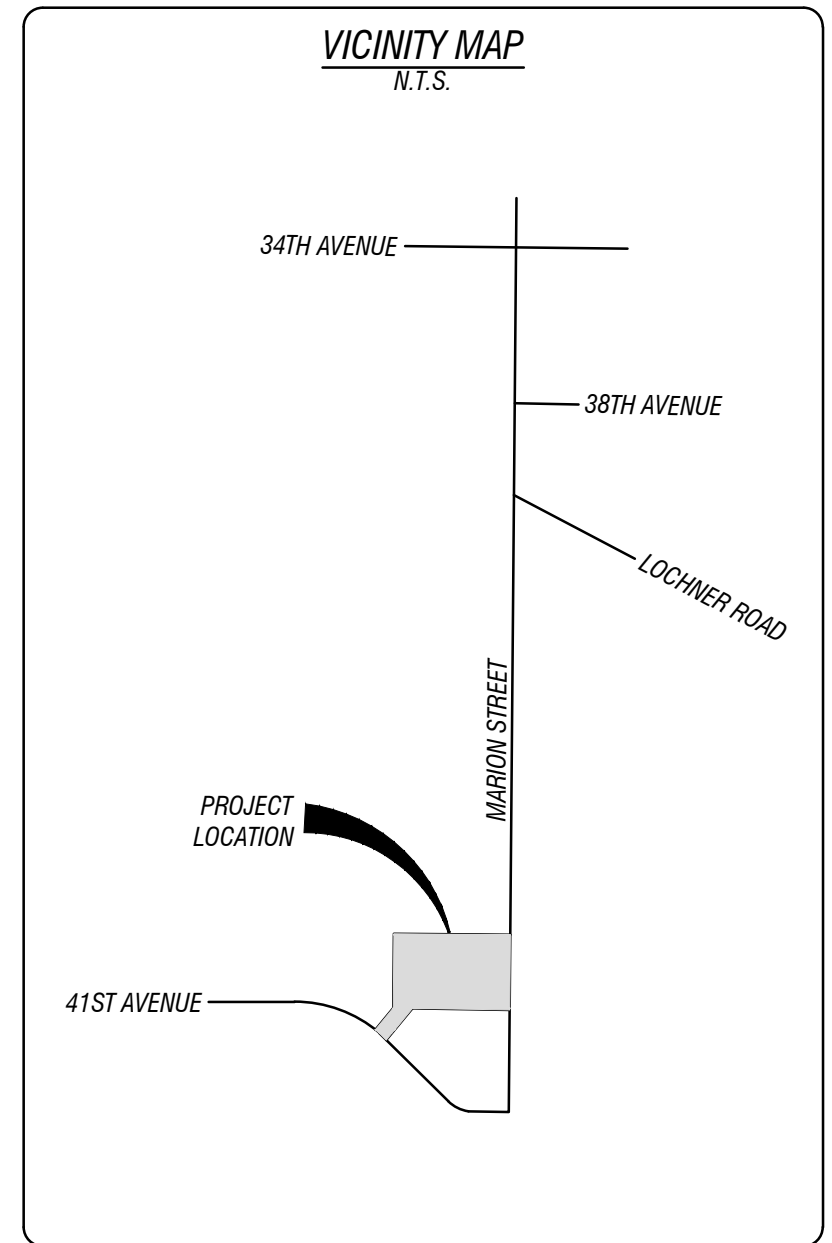 VICINITY MAP
N.T.S.
34TH AVENUE
38TH AVENUE
LOCHNER ROAD
MARION STREET
PROJECT
LOCATION
41ST AVENUE